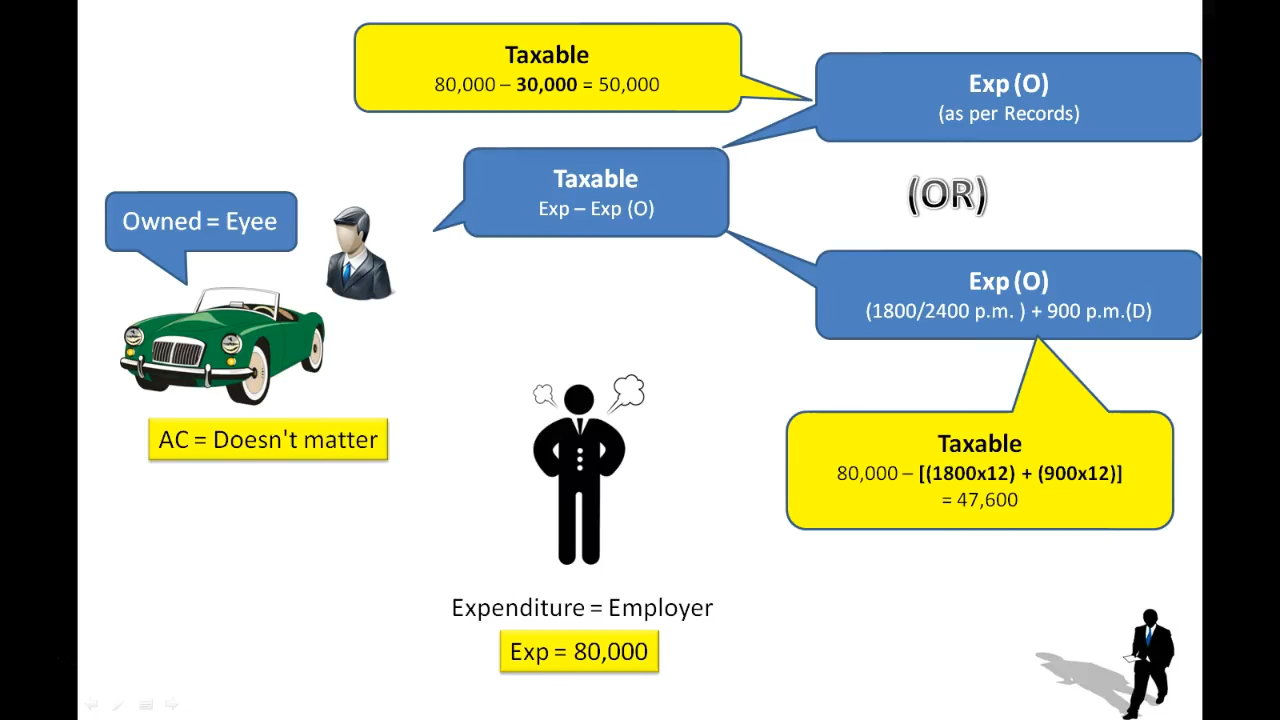 Taxable
80,000 – 30,000 = 50,000
Exp (O)
(as per Records)
Taxable
Exp – Exp (O)
(OR)
Owned = Eyee
Exp (O)
(1800/2400 p.m. ) + 900 p.m.(D)
AC = Doesn't matter
Taxable
80,000 – [(1800x12) + (900x12)]
= 47,600
Expenditure = Employer
Exp = 80,000